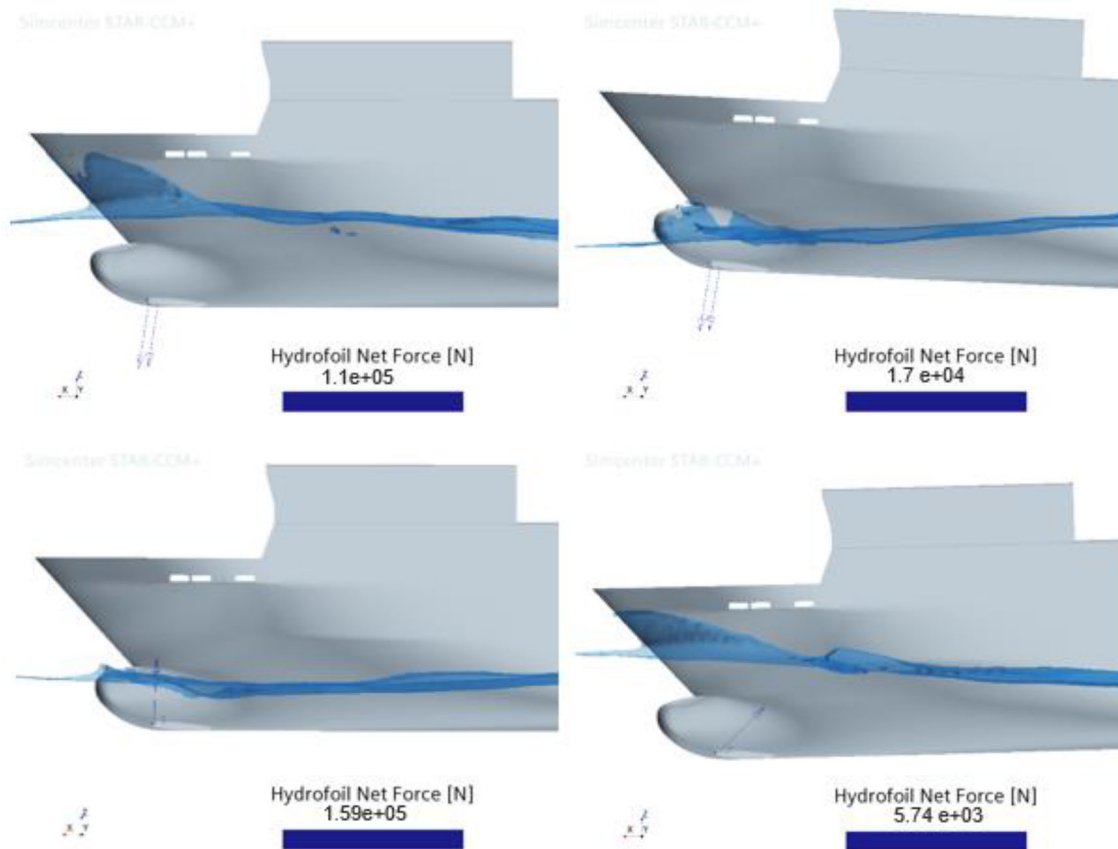 Simcenter STAR-CCM+
Simcenter STAR-CCM+
Hydrofoil Net Force [N]
1.1e+05
Hydrofoil Net Force [N]
1.7 e+04
Z
X Y
Z
X Y
Simcenter STAR-CCM+
Simcenter STAR-CCM+
Hydrofoil Net Force [N]
1.59e+05
Hydrofoil Net Force [N]
5.74 e+03
Z
X Y
Z
X Y